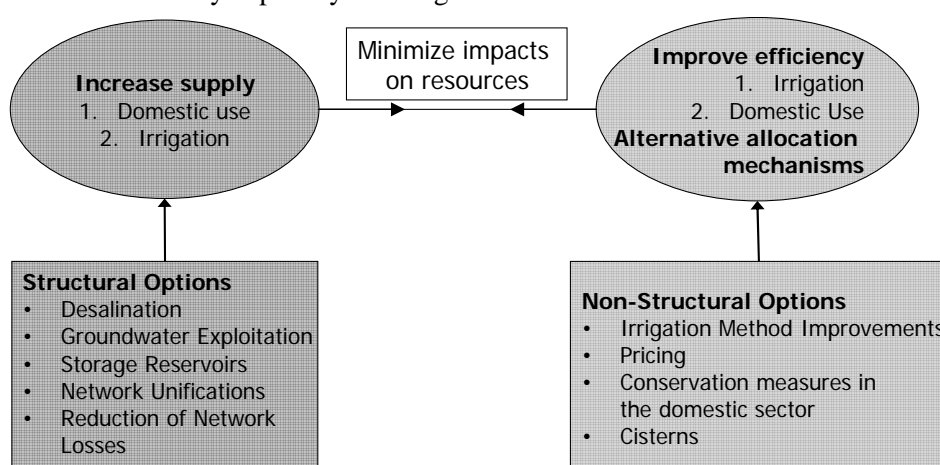 Increase supply
1. Domestic use
2. Irrigation
Minimize impacts
on resources
Improve efficiency
1. Irrigation
2. Domestic Use
Alternative allocation
mechanisms
Structural Options
• Desalination
• Groundwater Exploitation
• Storage Reservoirs
• Network Unifications
• Reduction of Network
Losses
Non-Structural Options
• Irrigation Method Improvements
• Pricing
• Conservation measures in
the domestic sector
• Cisterns